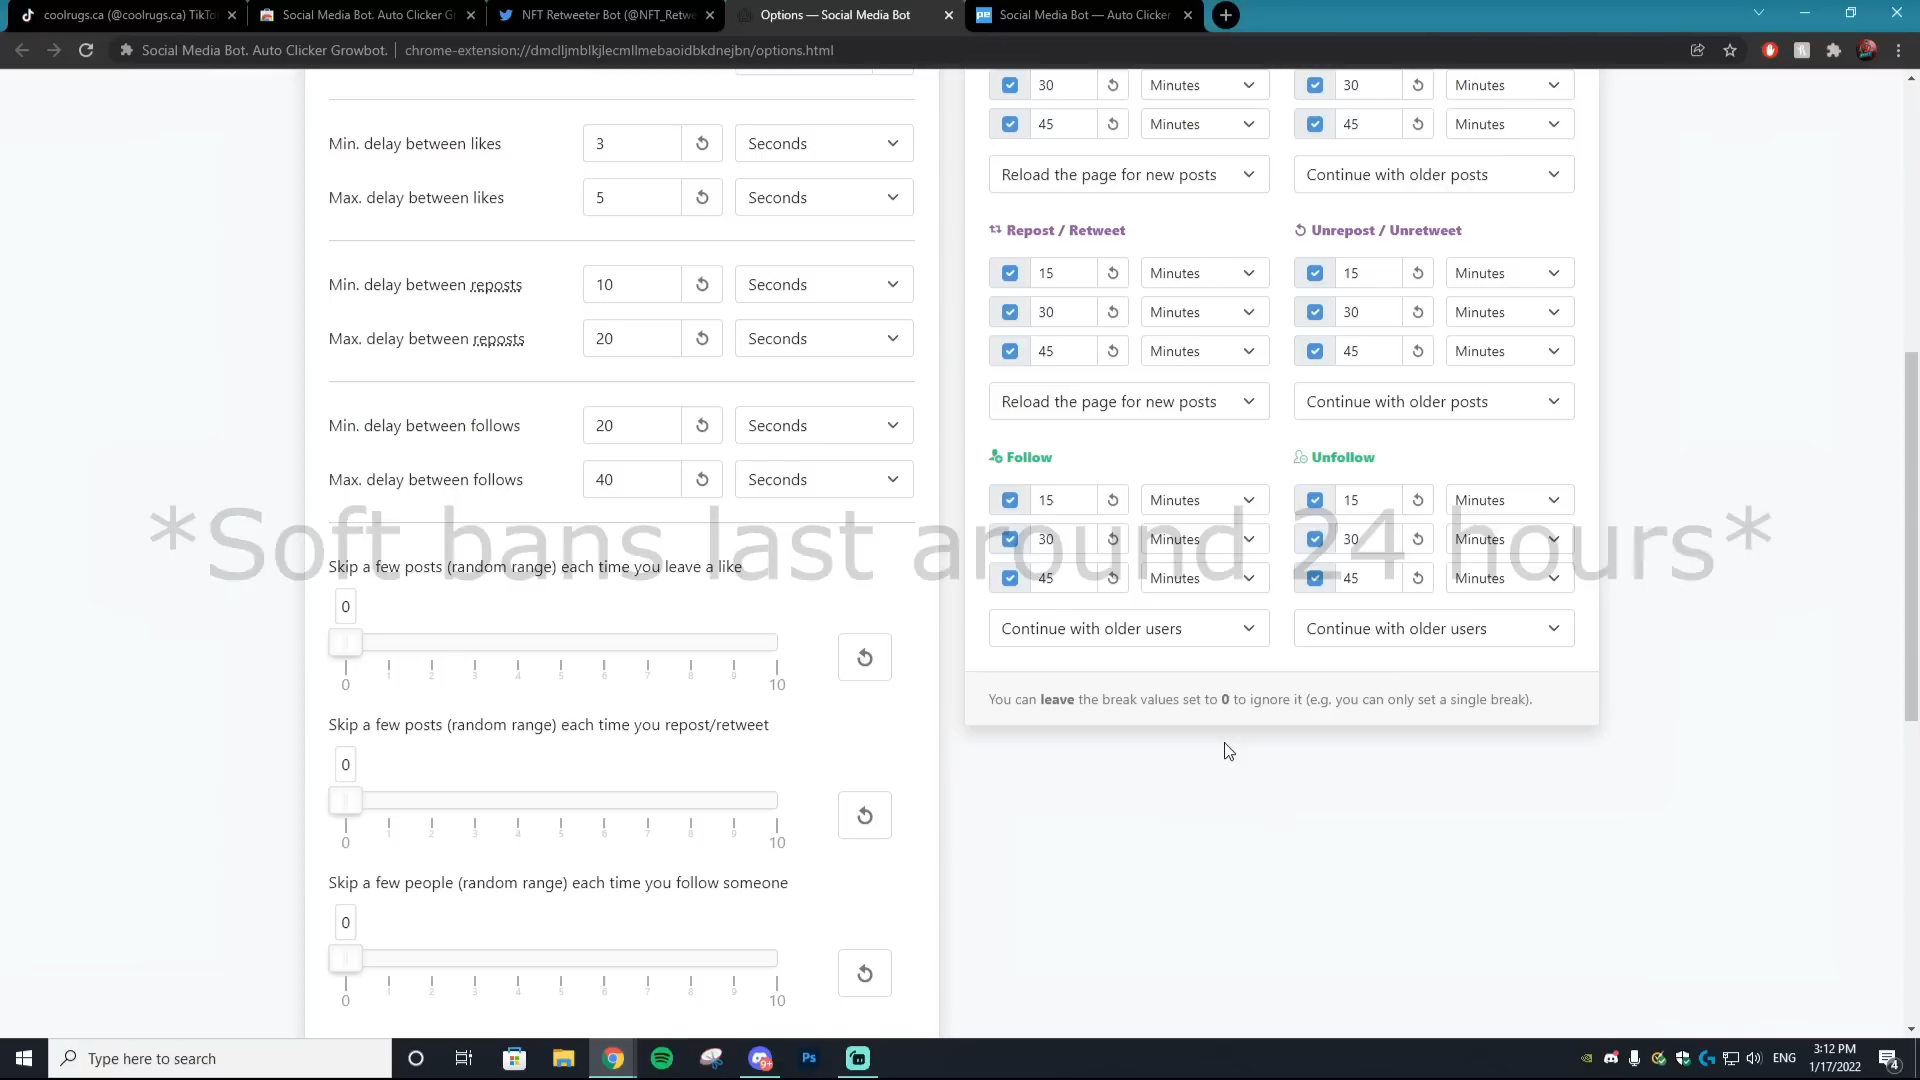 coolrugs.ca (@coolrugs.ca) TikTo
Social Media Bot. Auto Clicker G
NFT Retweeter Bot (@NFT_Retwe
Options — Social Media Bot
Social Media Bot — Auto Clicker
Social Media Bot. Auto Clicker Growbot. | chrome-extension://dmclljmblkjlecmllmebaoidbkdnejbn/options.html
Min. delay between likes 3 Seconds
Max. delay between likes 5 Seconds
Min. delay between reposts 10 Seconds
Max. delay between reposts 20 Seconds
Min. delay between follows 20 Seconds
Max. delay between follows 40 Seconds
Skip a few posts (random range) each time you leave a like
0
0 1 2 3 4 5 6 7 8 9 10
Skip a few posts (random range) each time you repost/retweet
0
0 1 2 3 4 5 6 7 8 9 10
Skip a few people (random range) each time you follow someone
0
0 1 2 3 4 5 6 7 8 9 10
30 Minutes 30 Minutes
45 Minutes 45 Minutes
Reload the page for new posts Continue with older posts
Repost / Retweet Unrepost / Unretweet
15 Minutes 15 Minutes
30 Minutes 30 Minutes
45 Minutes 45 Minutes
Reload the page for new posts Continue with older posts
Follow Unfollow
15 Minutes 15 Minutes
30 Minutes 30 Minutes
45 Minutes 45 Minutes
Continue with older users Continue with older users
You can leave the break values set to 0 to ignore it (e.g. you can only set a single break).
*Soft bans last around 24 hours*
Type here to search
9+
Ps
ENG
3:12 PM
1/17/2022
4